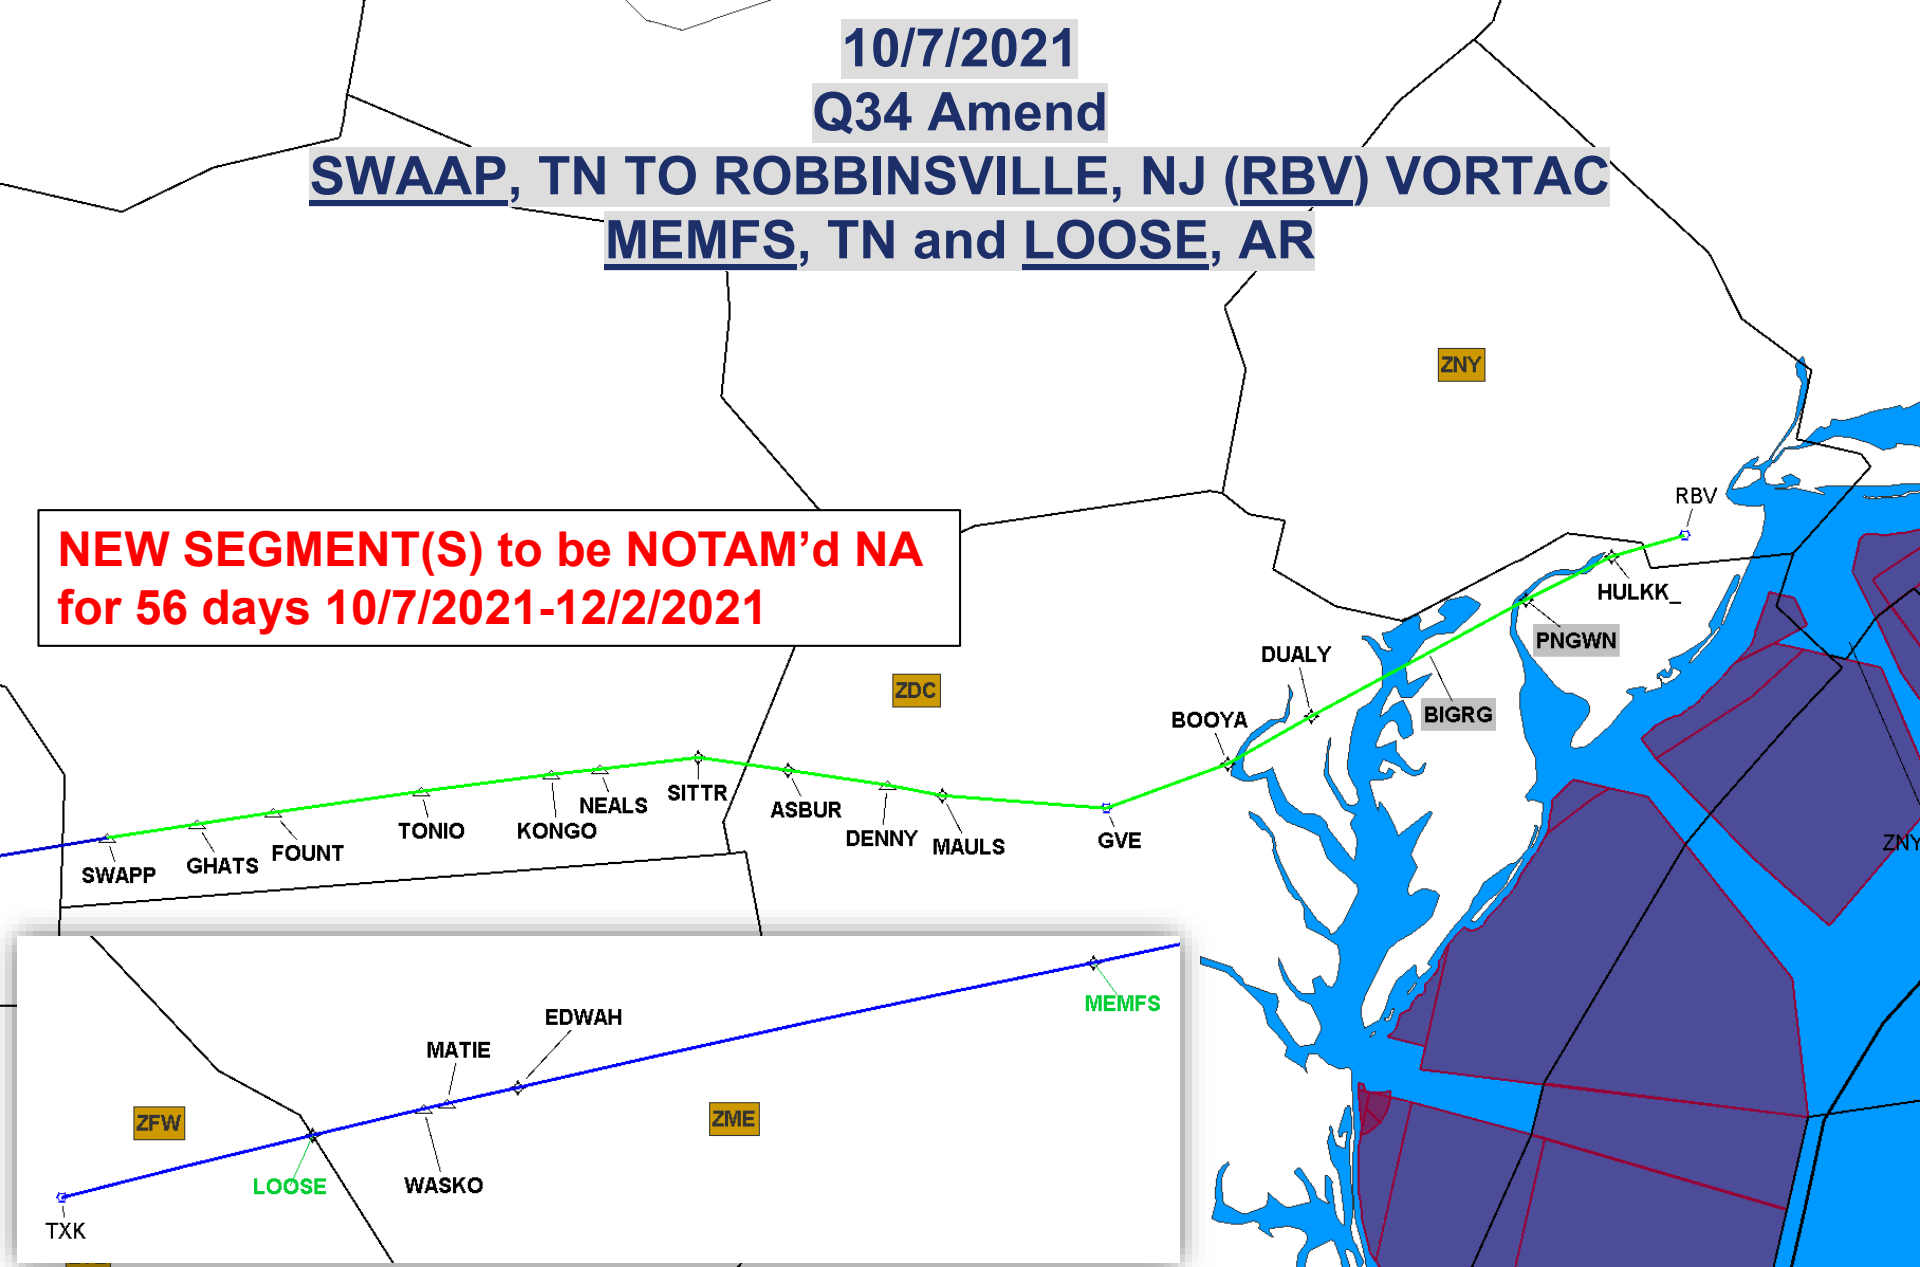 10/7/2021
Q34 Amend
SWAAP, TN TO ROBBINSVILLE, NJ (RBV) VORTAC
MEMFS, TN and LOOSE, AR
ZNY
RBV
NEW SEGMENT(S) to be NOTAM’d NA
for 56 days 10/7/2021-12/2/2021
HULKK_
PNGWN
DUALY
ZDC
BIGRG
BOOYA
SITTR
NEALS
ASBUR
TONIO
KONGO
DENNY
MAULS
GVE
ZNY
FOUNT
GHATS
SWAPP
MEMFS
EDWAH
MATIE
ZFW
ZME
LOOSE
WASKO
TXK